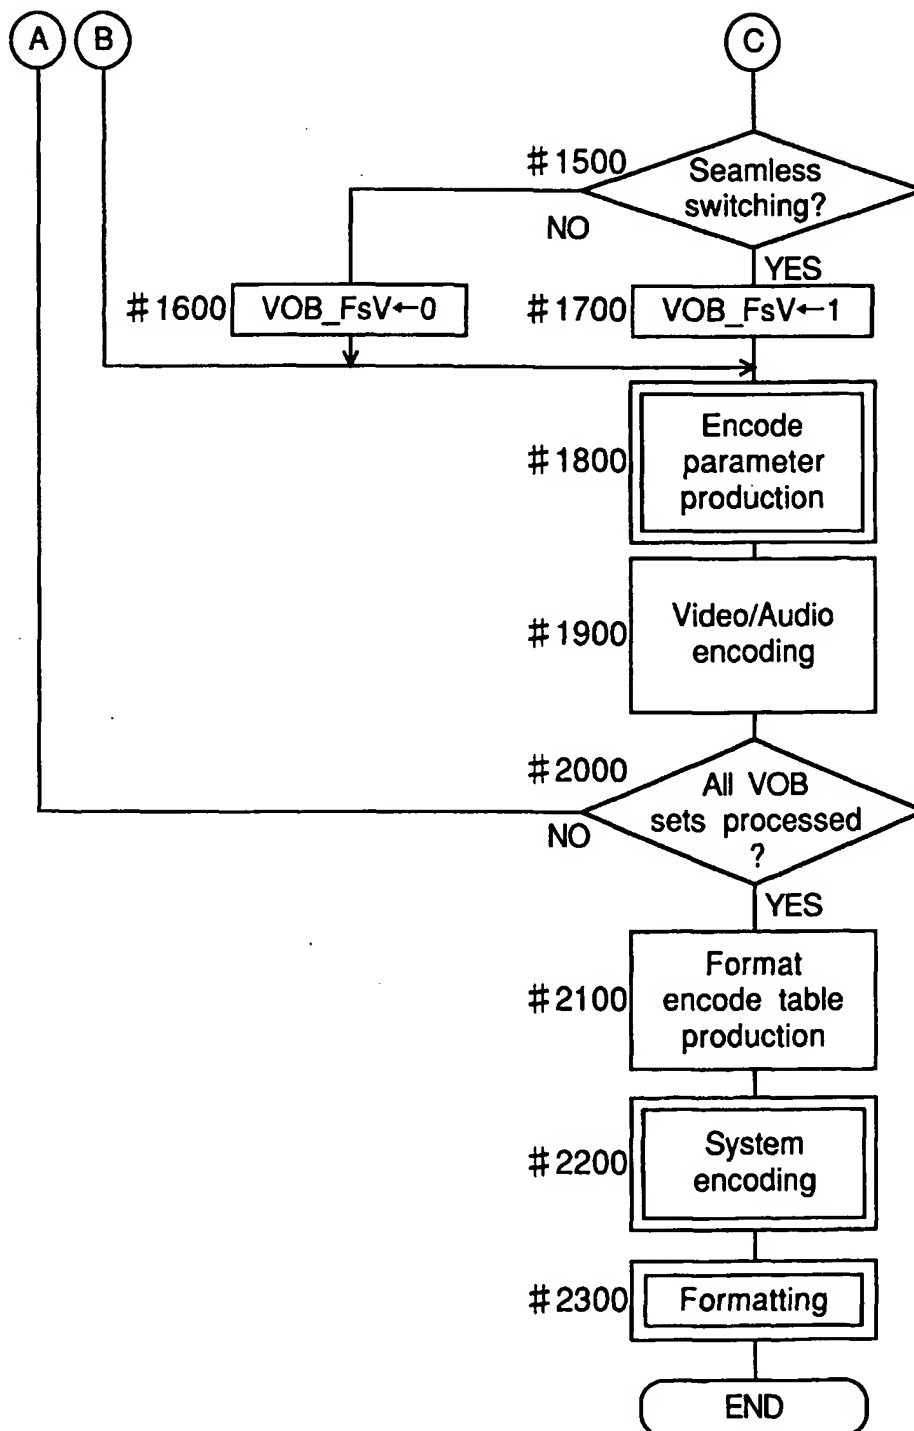 A B C
#1500
Seamless
switching?
NO
YES
#1600 VOB_FsV←0
#1700 VOB_FsV←1
#1800
Encode
parameter
production
#1900
Video/Audio
encoding
#2000
All VOB
sets processed
?
NO
YES
#2100
Format
encode table
production
#2200
System
encoding
#2300 Formatting
END